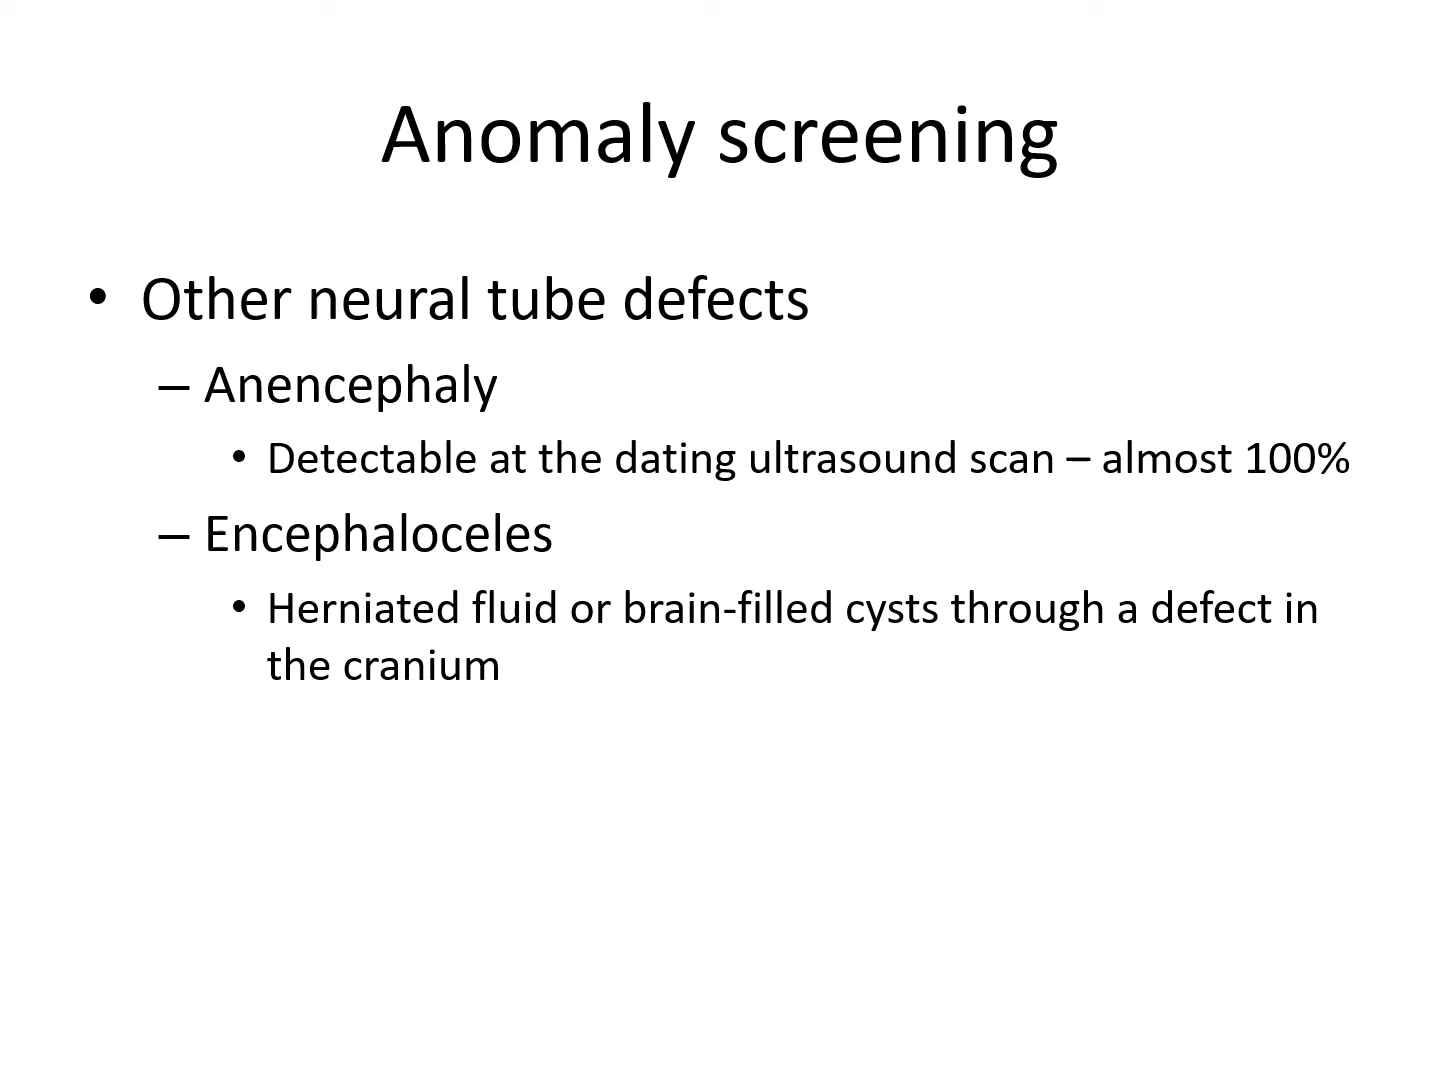 Anomaly screening
• Other neural tube defects
– Anencephaly
• Detectable at the dating ultrasound scan – almost 100%
– Encephaloceles
• Herniated fluid or brain-filled cysts through a defect in
the cranium